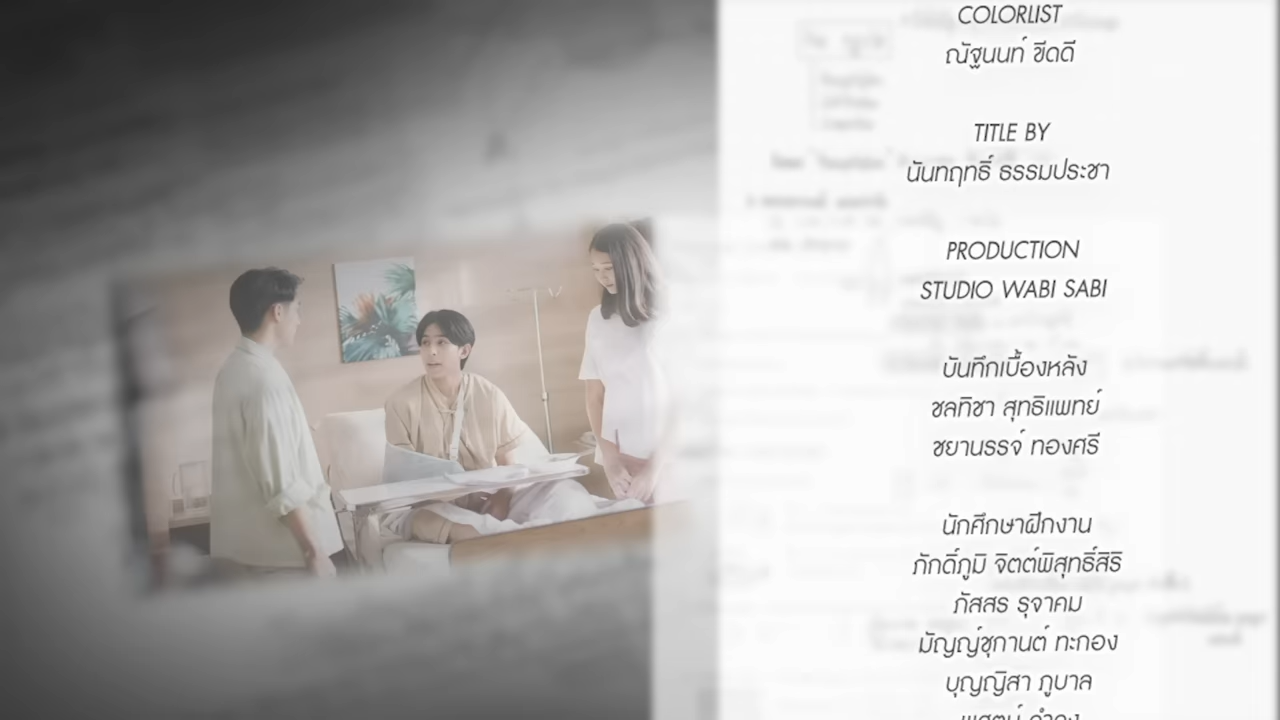 COLORLIST
ณัฐนนท์ ขีดดี
TITLE BY
นันทฤทธิ์ ธรรมประชา
PRODUCTION
STUDIO WABI SABI
บันทึกเบื้องหลัง
ชลทิชา สุทธิแพทย์
ชยานรรจ์ ทองศรี
นักศึกษาฝึกงาน
ภักดิ์ภูมิ จิตต์พิสุทธิ์สิริ
ภัสสร รุจาคม
มัญญ์ชุกานต์ ทะกอง
บุญญิสา ภูบาล